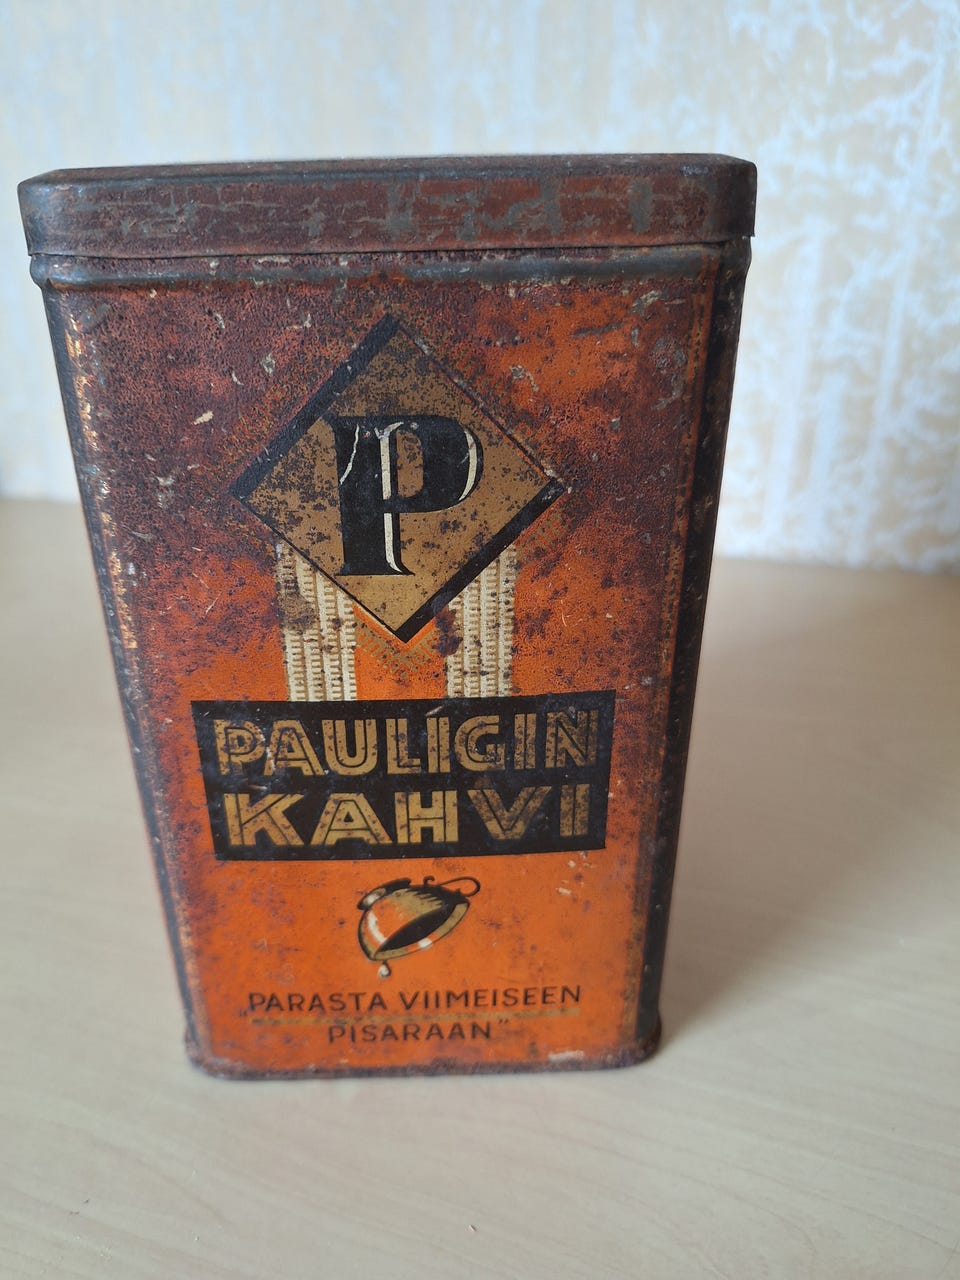 P
PAULIGIN
KAHVI
"PARASTA VIIMEISEEN
PISARAAN"